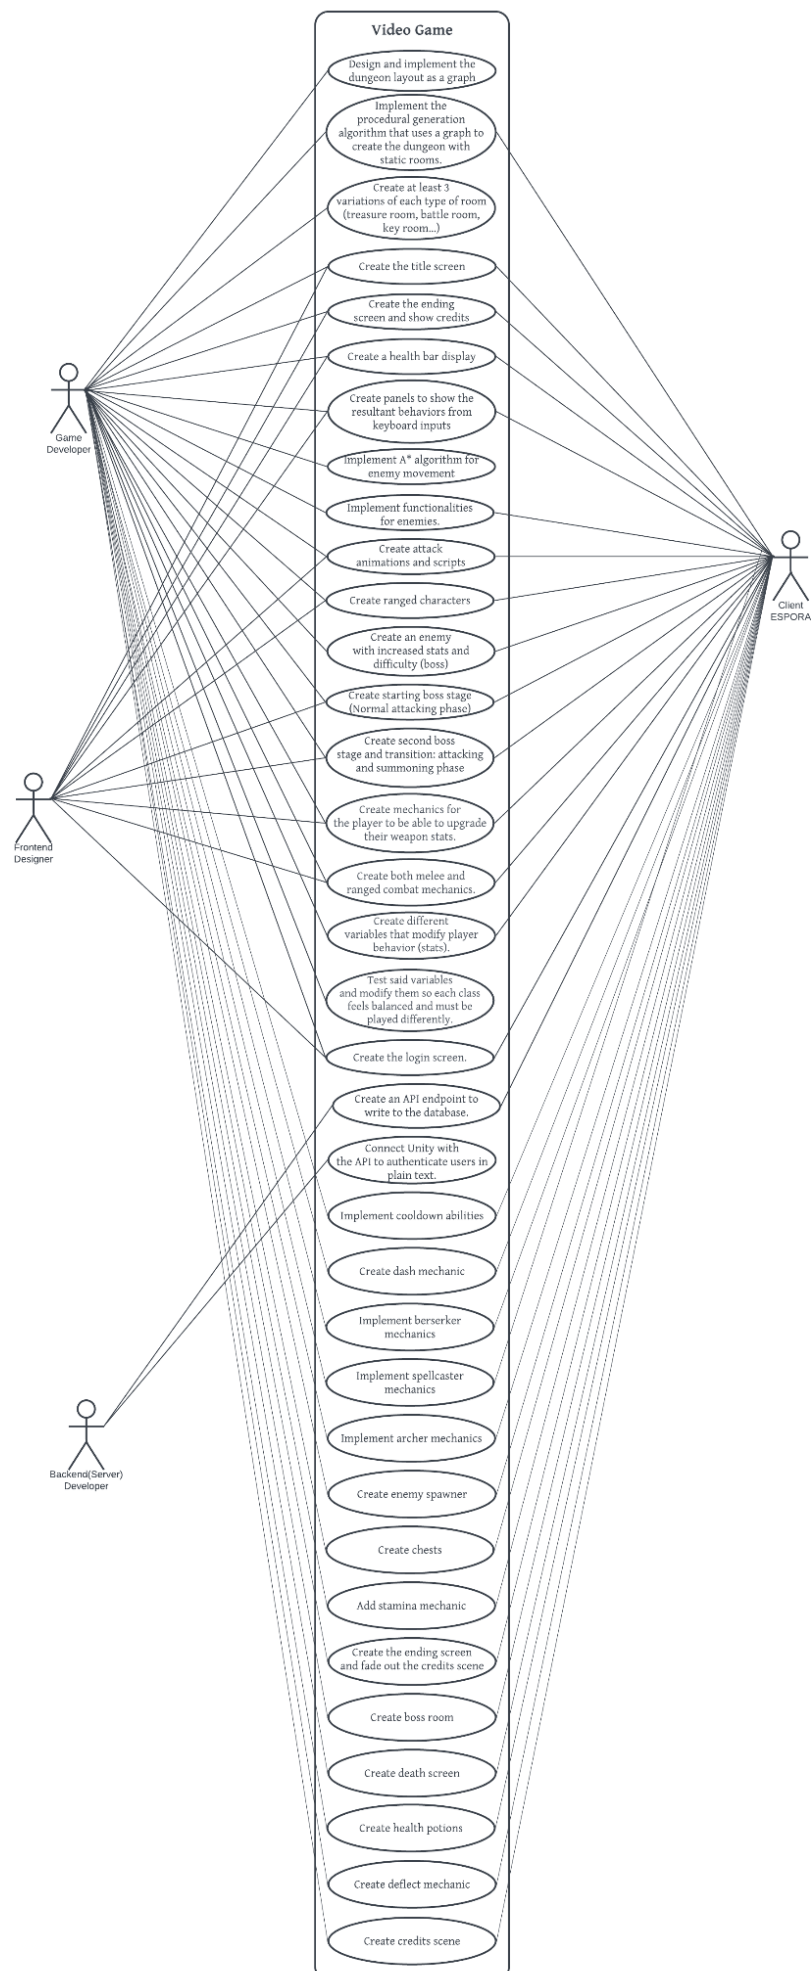 Video Game
Design and implement the
dungeon layout as a graph
Implement the
procedural generation
algorithm that uses a graph to
create the dungeon with
static rooms.
Create at least 3
variations of each type of room
(treasure room, battle room,
key room...)
Create the title screen
Create the ending
screen and show credits
Create a health bar display
Game
Developer
Create panels to show the
resultant behaviors from
keyboard inputs
Implement A* algorithm for
enemy movement
Implement functionalities
for enemies.
Create attack
animations and scripts
Client
ESPORA
Create ranged characters
Create an enemy
with increased stats and
difficulty (boss)
Create starting boss stage
(Normal attacking phase)
Create second boss
stage and transition: attacking
and summoning phase
Frontend
Designer
Create mechanics for
the player to be able to upgrade
their weapon stats.
Create both melee and
ranged combat mechanics.
Create different
variables that modify player
behavior (stats).
Test said variables
and modify them so each class
feels balanced and must be
played differently.
Create the login screen.
Create an API endpoint to
write to the database.
Connect Unity with
the API to authenticate users in
plain text.
Implement cooldown abilities
Create dash mechanic
Implement berserker
mechanics
Implement spellcaster
mechanics
Implement archer mechanics
Backend(Server)
Developer
Create enemy spawner
Create chests
Add stamina mechanic
Create the ending screen
and fade out the credits scene
Create boss room
Create death screen
Create health potions
Create deflect mechanic
Create credits scene